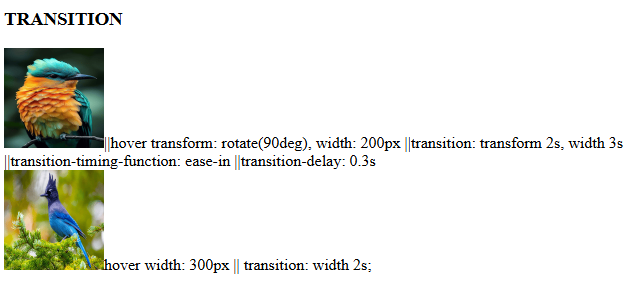 TRANSITION
||hover transform: rotate(90deg), width: 200px ||transition: transform 2s, width 3s
||transition-timing-function: ease-in ||transition-delay: 0.3s
hover width: 300px || transition: width 2s;